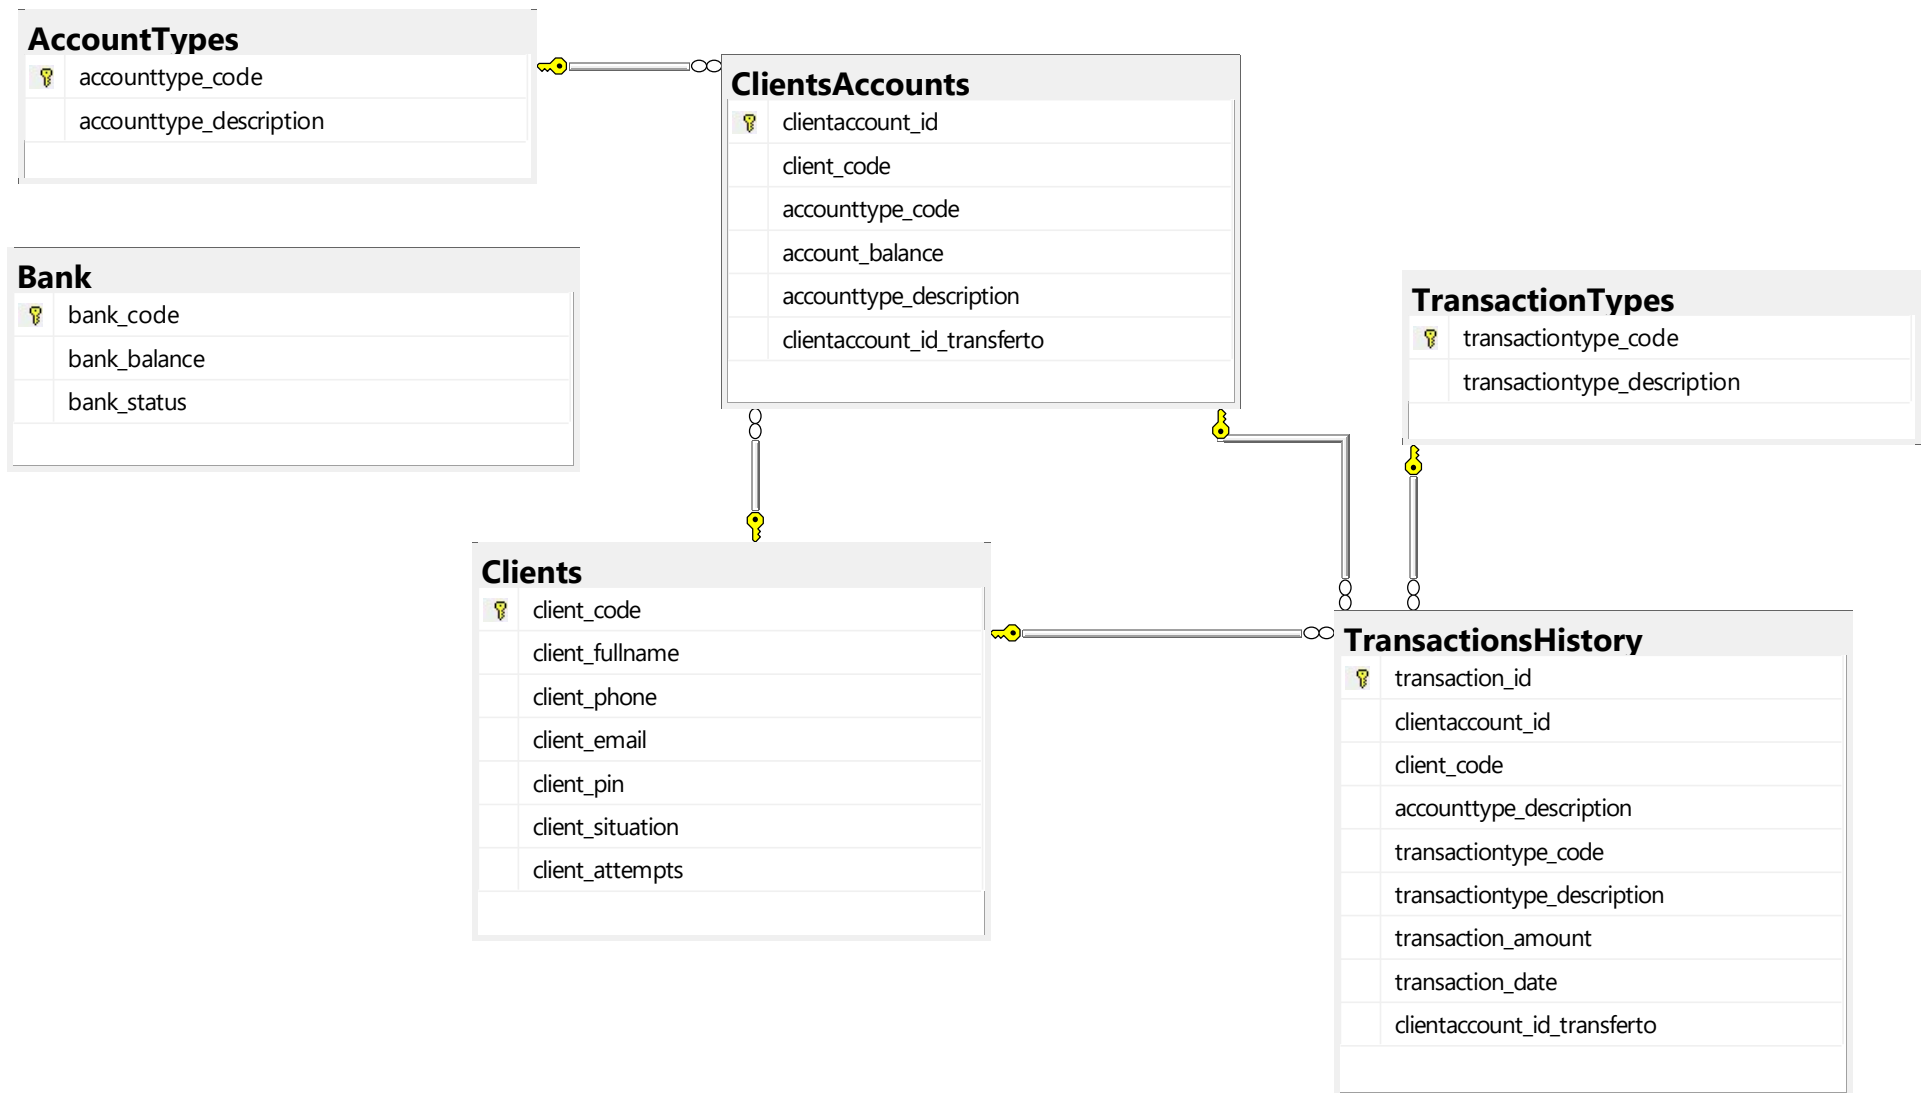 AccountTypes
accounttype_code
accounttype_description
ClientsAccounts
clientaccount_id
client_code
accounttype_code
account_balance
accounttype_description
clientaccount_id_transferto
Bank
bank_code
bank_balance
bank_status
TransactionTypes
transactiontype_code
transactiontype_description
Clients
client_code
client_fullname
client_phone
client_email
client_pin
client_situation
client_attempts
TransactionsHistory
transaction_id
clientaccount_id
client_code
accounttype_description
transactiontype_code
transactiontype_description
transaction_amount
transaction_date
clientaccount_id_transferto